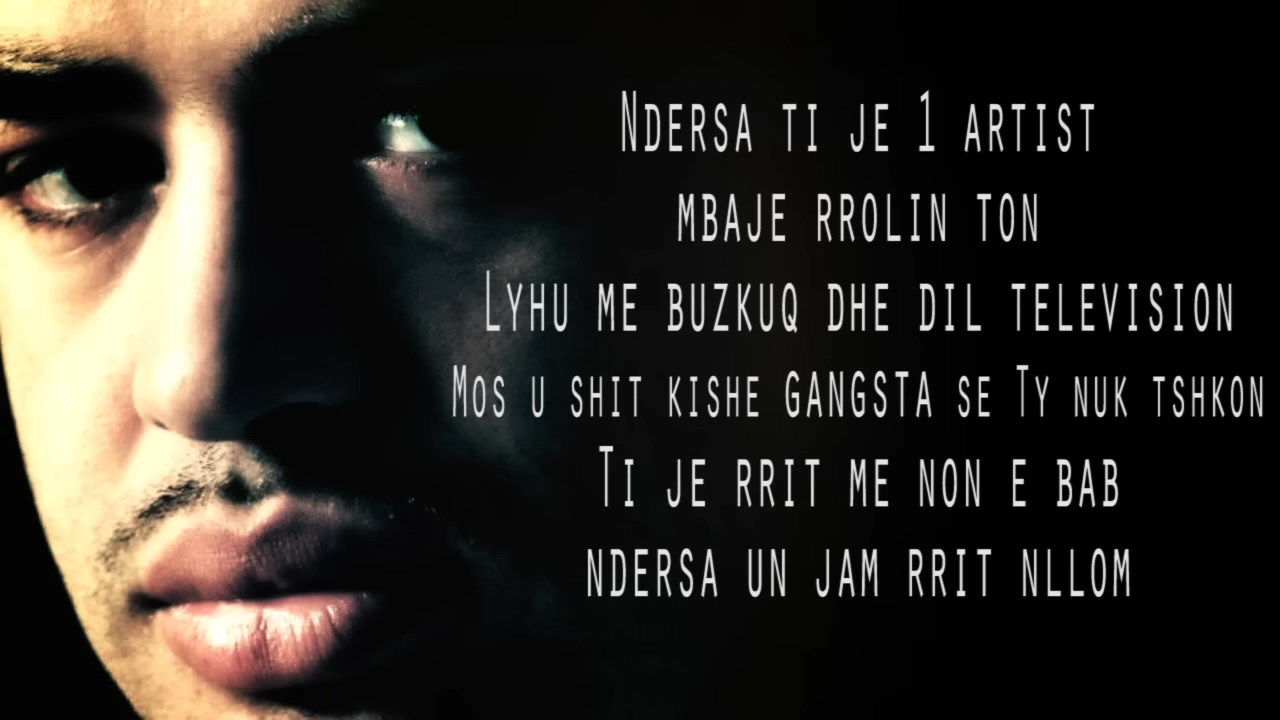 Ndersa ti je 1 artist
mbaje rrolin ton
Lyhu me buzkuq dhe dil television
Mos u shit kishe GANGSTA se Ty nuk tshkon
Ti je rrit me non e bab
ndersa un jam rrit nllom